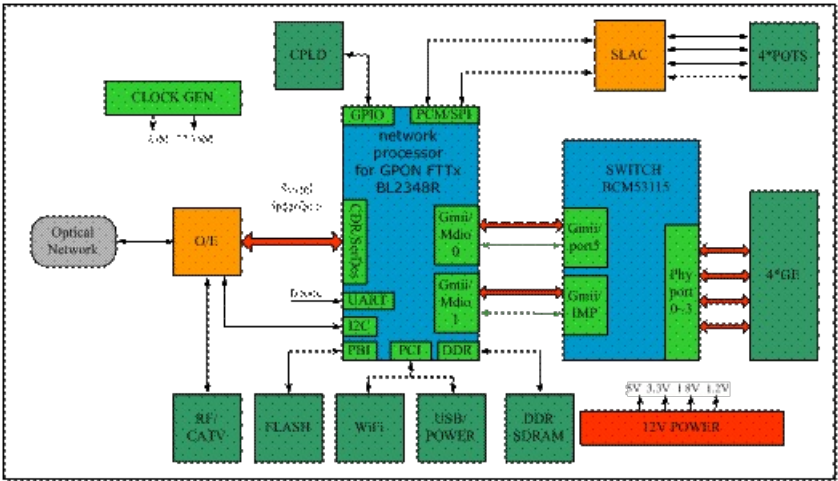 CPLD
SLAC
4*POTS
CLOCK GEN
GPIO
PCM/SPI
network
processor
for GPON FTTx
BL2348R
SWITCH
BCM53115
Optical
Network
O/E
CDR/SerDes
Gmii/
Mdio
0
Gmii/
port5
Phy
port
0~3
4*GE
Gmii/
Mdio
1
Gmii/
IMP
UART
I2C
PBI
PCI
DDR
5V 3.3V 1.8V 1.2V
12V POWER
RF/
CATV
FLASH
WiFi
USB/
POWER
DDR
SDRAM